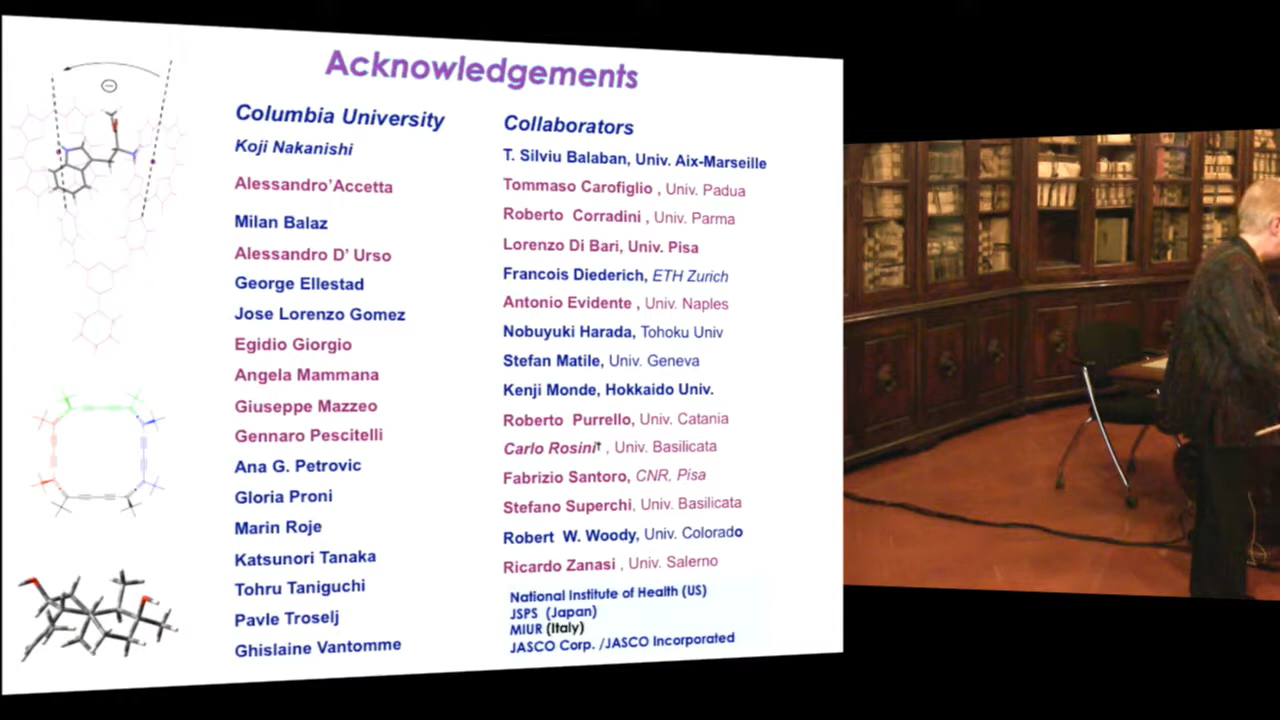 Acknowledgements
Columbia University
Koji Nakanishi
Alessandro'Accetta
Milan Balaz
Alessandro D' Urso
George Ellestad
Jose Lorenzo Gomez
Egidio Giorgio
Angela Mammana
Giuseppe Mazzeo
Gennaro Pescitelli
Ana G. Petrovic
Gloria Proni
Marin Roje
Katsunori Tanaka
Tohru Taniguchi
Pavle Troselj
Ghislaine Vantomme
Collaborators
T. Silviu Balaban, Univ. Aix-Marseille
Tommaso Carofiglio , Univ. Padua
Roberto Corradini , Univ. Parma
Lorenzo Di Bari, Univ. Pisa
Francois Diederich, ETH Zurich
Antonio Evidente , Univ. Naples
Nobuyuki Harada, Tohoku Univ
Stefan Matile, Univ. Geneva
Kenji Monde, Hokkaido Univ.
Roberto Purrello, Univ. Catania
Carlo Rosini† , Univ. Basilicata
Fabrizio Santoro, CNR, Pisa
Stefano Superchi, Univ. Basilicata
Robert W. Woody, Univ. Colorado
Ricardo Zanasi , Univ. Salerno
National Institute of Health (US)
JSPS (Japan)
MIUR (Italy)
JASCO Corp. /JASCO Incorporated